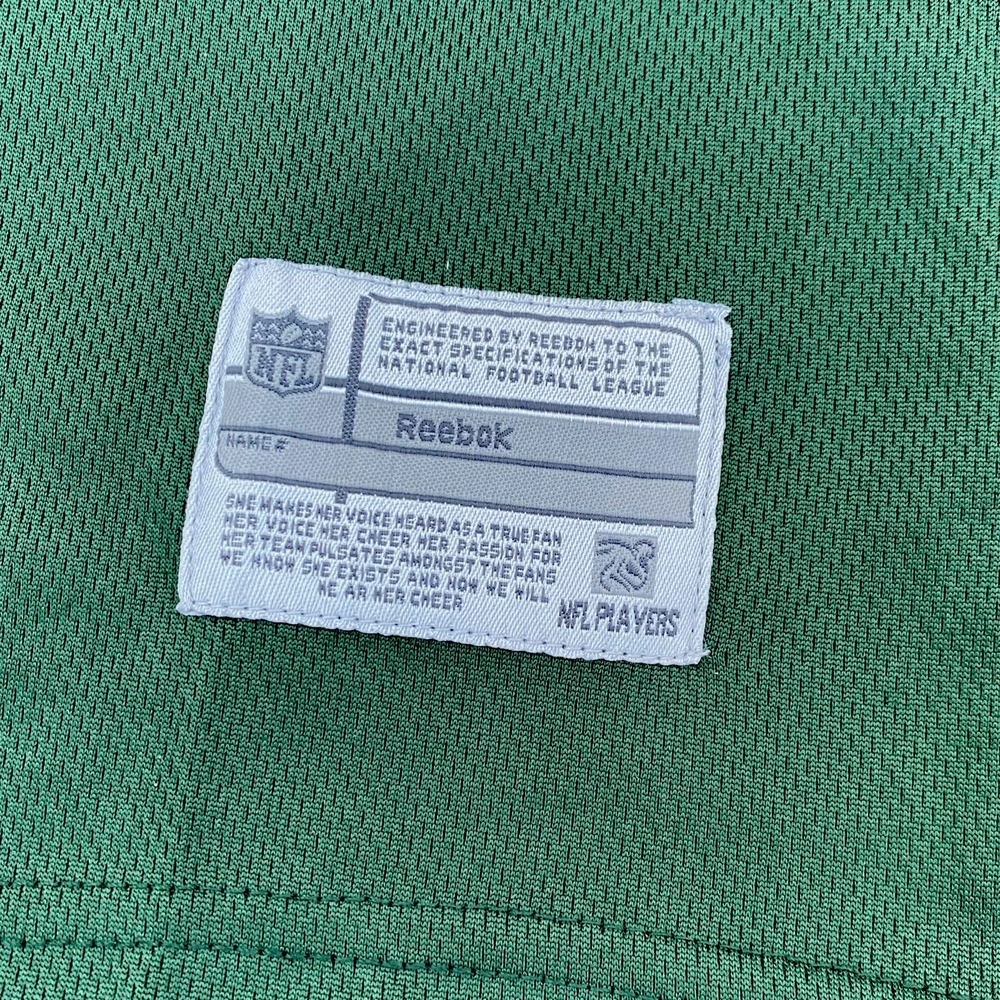 NFL
ENGINEERED BY REEBOK TO THE
EXACT SPECIFICATIONS OF THE
NATIONAL FOOTBALL LEAGUE
Reebok
NAME #
SHE MAKES HER VOICE HEARD AS A TRUE FAN
HER VOICE HER CHEER HER PASSION FOR
HER TEAM PULSATES AMONGST THE FANS
WE KNOW SHE EXISTS AND NOW WE WILL
HE AR HER CHEER
NFL PLAYERS